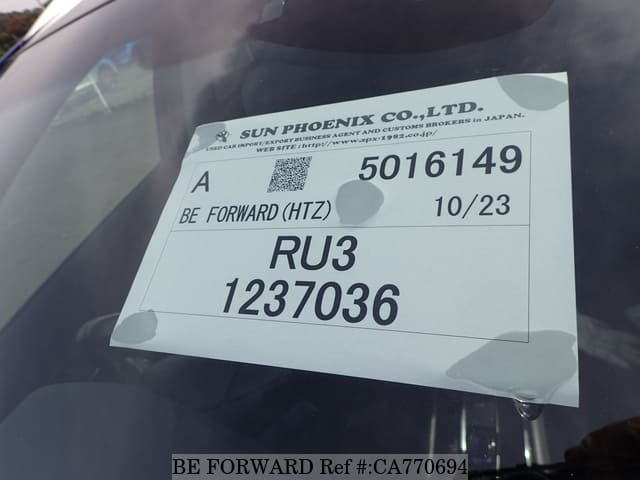 SUN PHOENIX CO.,LTD.
USED CAR IMPORT/EXPORT BUSINESS AGENT AND CUSTOMS BROKERS in JAPAN.
WEB SITE : http://www.spx-1982.co.jp/
A 5016149
BE FORWARD(HTZ) 10/23
RU3
1237036
BE FORWARD Ref #:CA770694